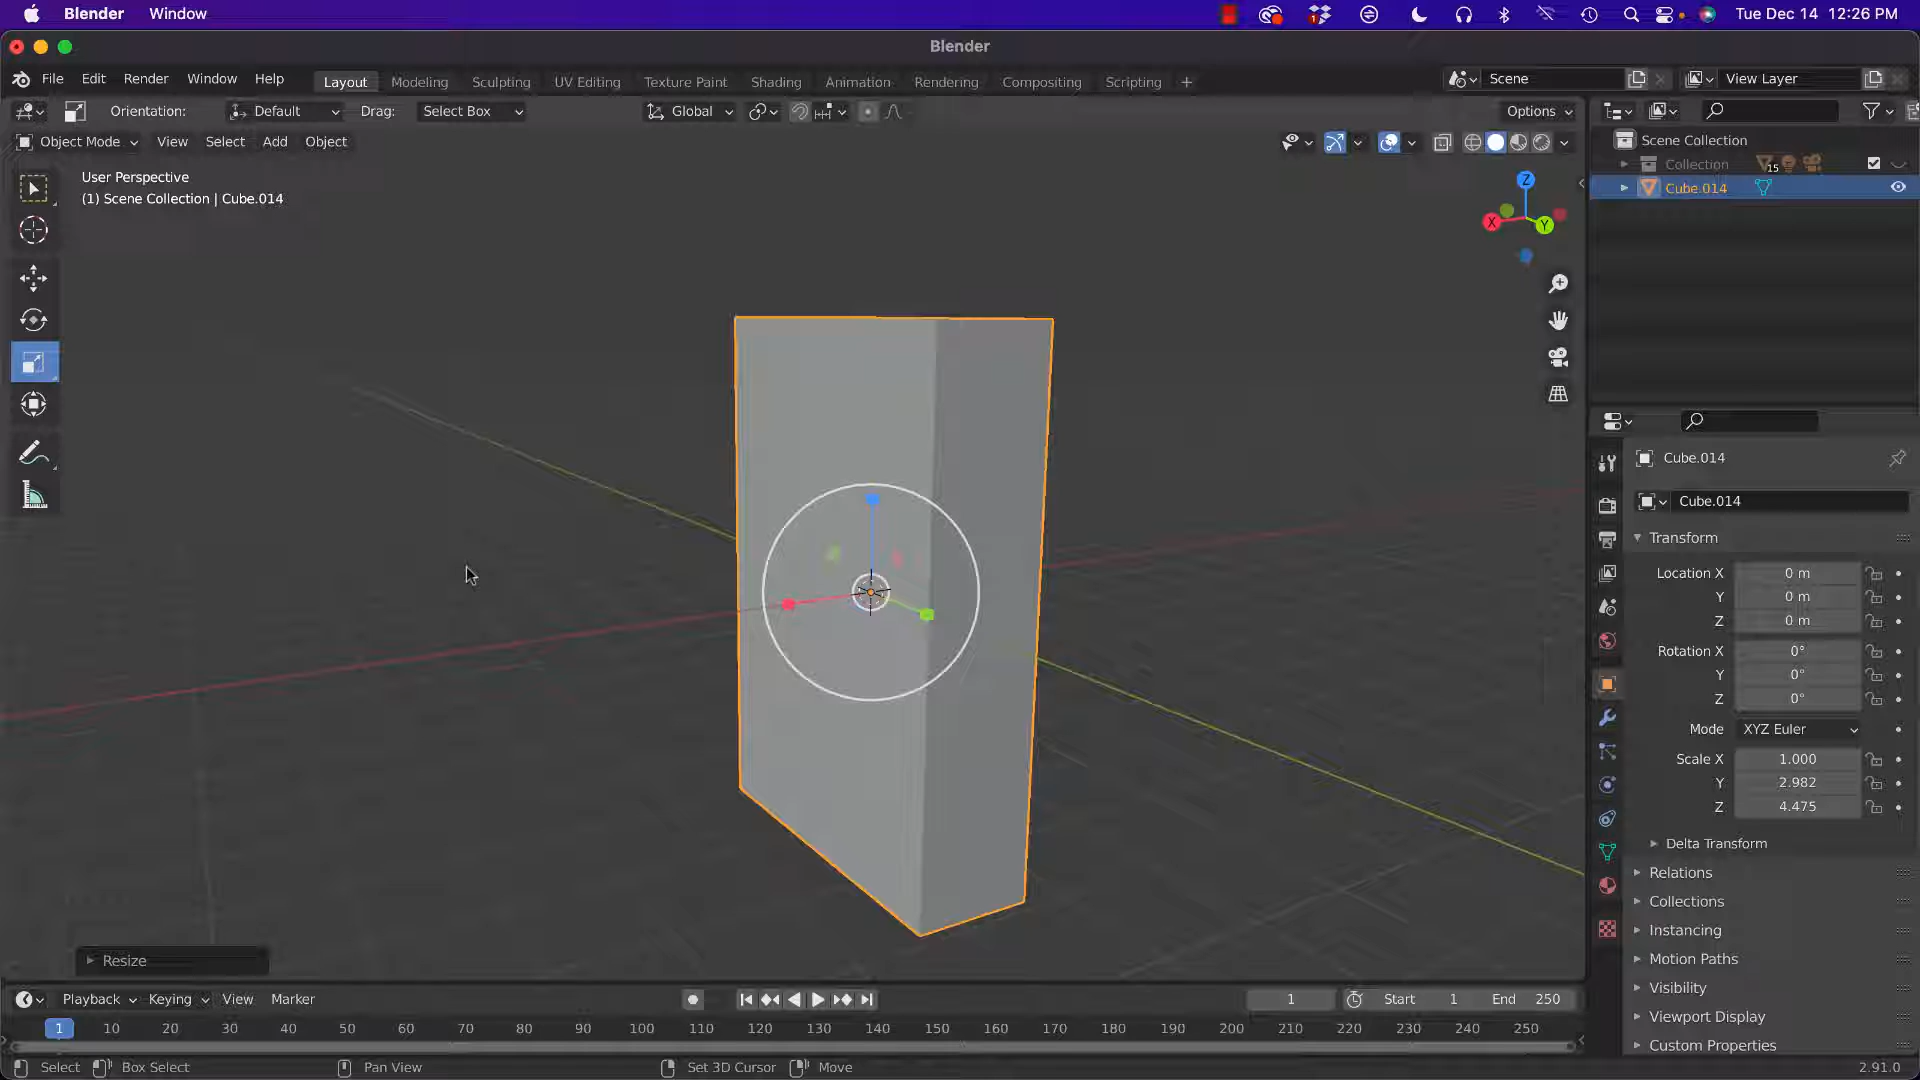 Blender Window Tue Dec 14 12:26 PM
1
Blender
File Edit Render Window Help Layout Modeling Sculpting UV Editing Texture Paint Shading Animation Rendering Compositing Scripting + Scene View Layer
Orientation: Default Drag: Select Box Global Options
Object Mode View Select Add Object
User Perspective
(1) Scene Collection | Cube.014
Z
X
Y
Scene Collection
Collection 15
Cube.014
Cube.014
Cube.014
Transform
Location X 0 m
Y 0 m
Z 0 m
Rotation X 0°
Y 0°
Z 0°
Mode XYZ Euler
Scale X 1.000
Y 2.982
Z 4.475
Delta Transform
Relations
Collections
Instancing
Motion Paths
Visibility
Viewport Display
Custom Properties
Resize
Playback Keying View Marker 1 Start 1 End 250
1 10 20 30 40 50 60 70 80 90 100 110 120 130 140 150 160 170 180 190 200 210 220 230 240 250
Select Box Select Pan View Set 3D Cursor Move 2.91.0